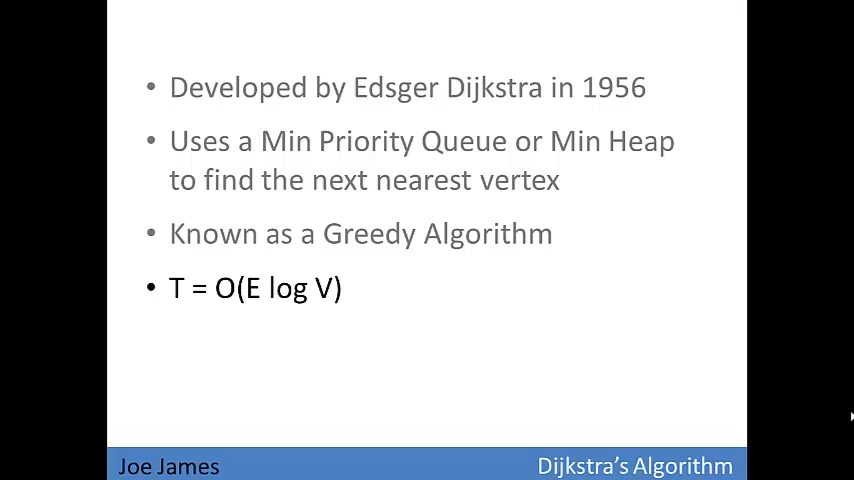 • Developed by Edsger Dijkstra in 1956
• Uses a Min Priority Queue or Min Heap
to find the next nearest vertex
• Known as a Greedy Algorithm
• T = O(E log V)
Joe James
Dijkstra’s Algorithm